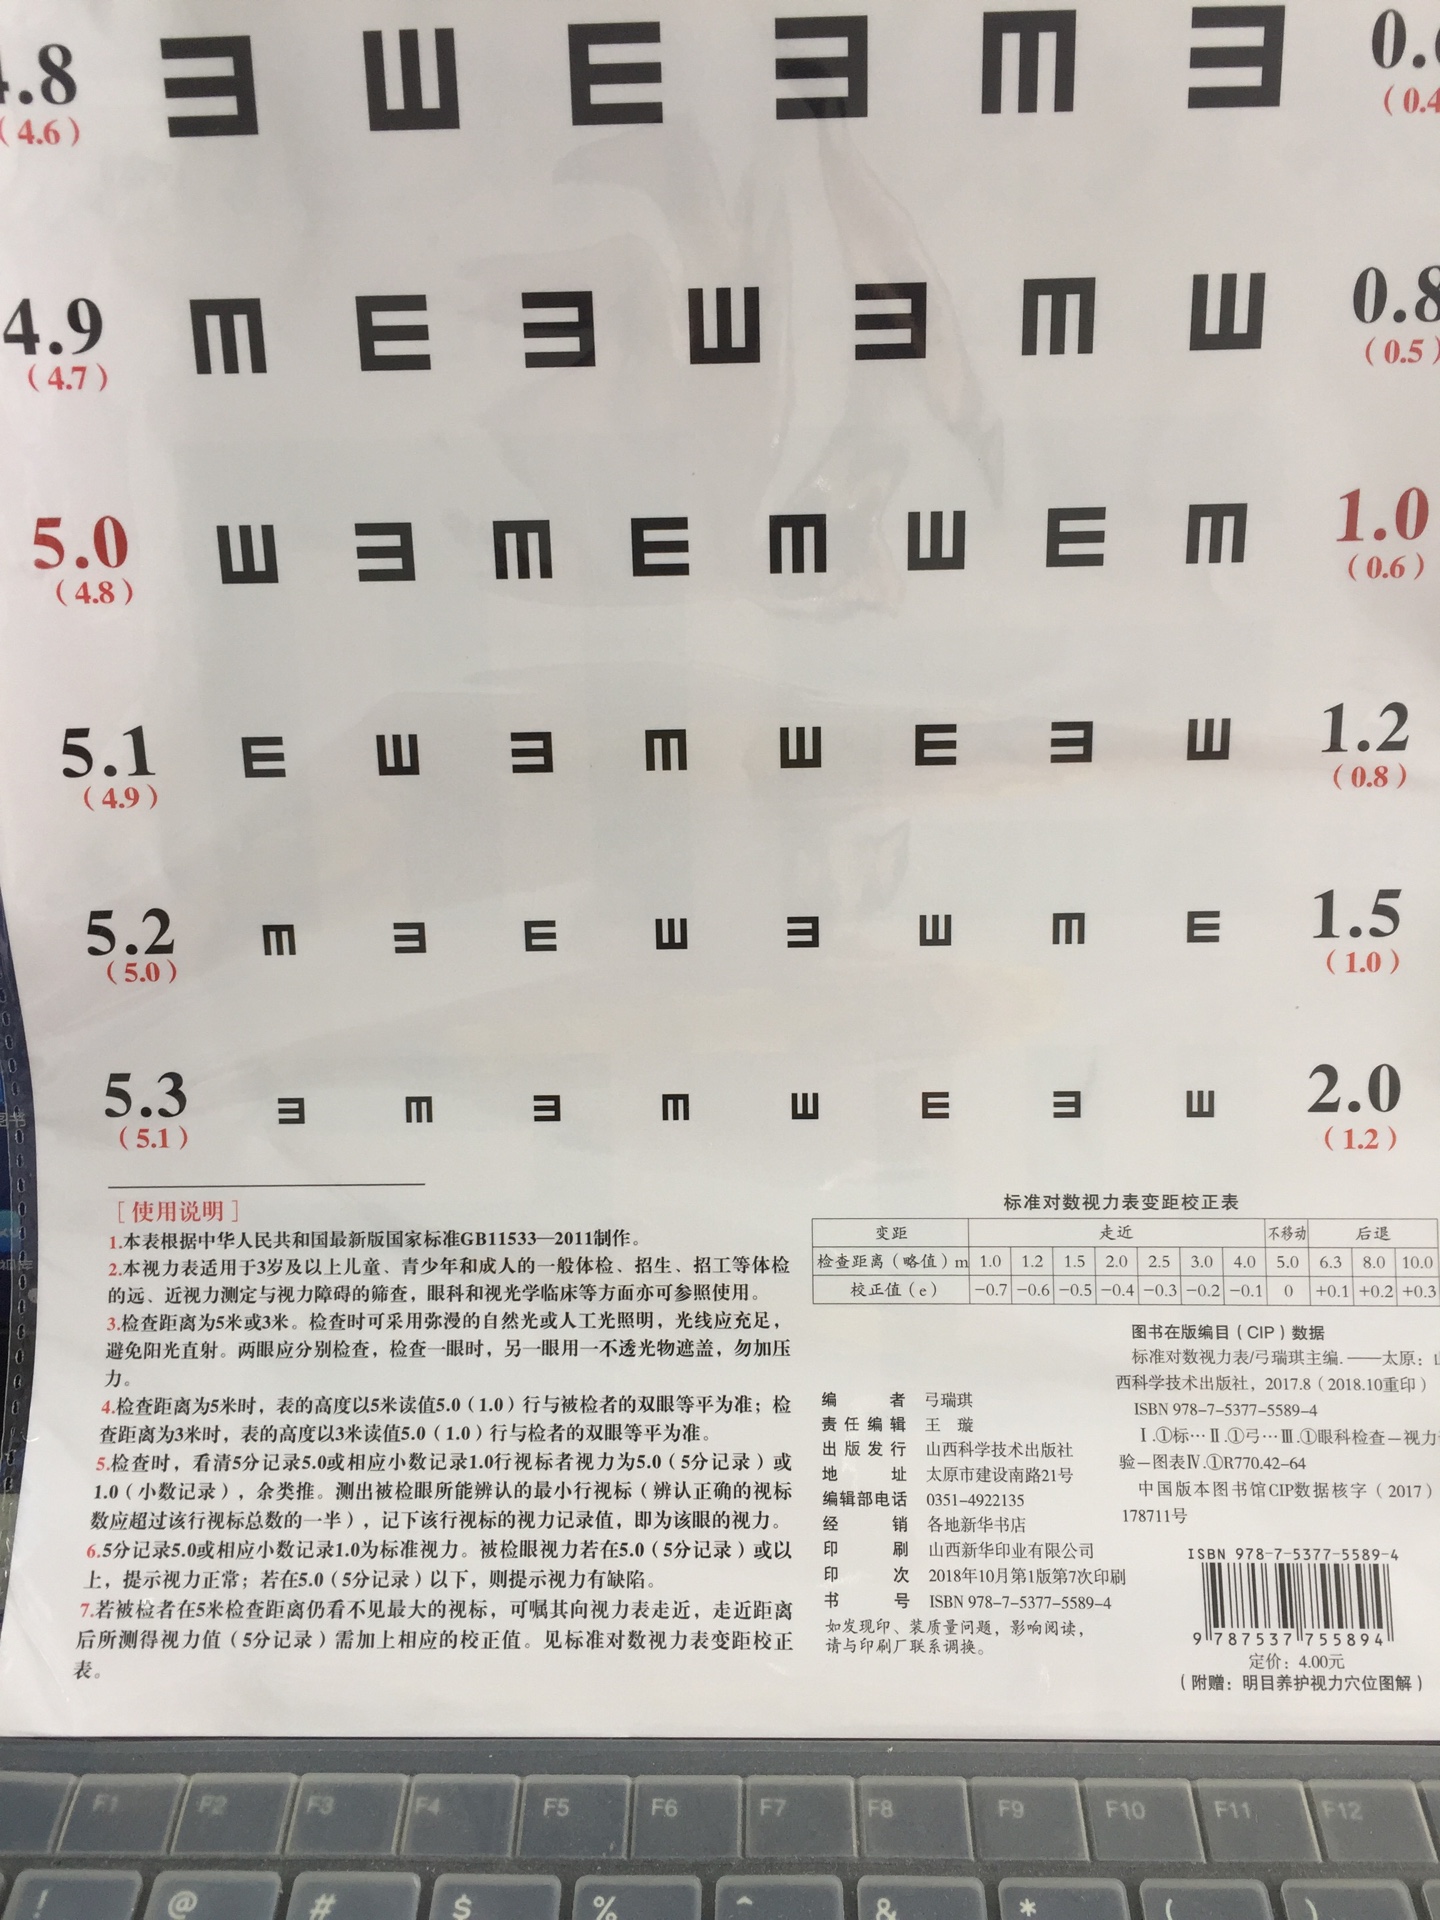 4.8
(4.6)
(0.4
4.9
(4.7)
0.8
(0.5)
5.0
(4.8)
1.0
(0.6)
5.1
(4.9)
1.2
(0.8)
5.2
(5.0)
1.5
(1.0)
5.3
(5.1)
2.0
(1.2)
[使用说明]
1.本表根据中华人民共和国最新版国家标准GB11533—2011制作。
2.本视力表适用于3岁及以上儿童、青少年和成人的一般体检、招生、招工等体检
的远、近视力测定与视力障碍的筛查，眼科和视光学临床等方面亦可参照使用。
3.检查距离为5米或3米。检查时可采用弥漫的自然光或人工光照明，光线应充足，
避免阳光直射。两眼应分别检查，检查一眼时，另一眼用一不透光物遮盖，勿加压
力。
4.检查距离为5米时，表的高度以5米读值5.0（1.0）行与被检者的双眼等平为准；检
查距离为3米时，表的高度以3米读值5.0（1.0）行与检者的双眼等平为准。
5.检查时，看清5分记录5.0或相应小数记录1.0行视标者视力为5.0（5分记录）或
1.0（小数记录），余类推。测出被检眼所能辨认的最小行视标（辨认正确的视标
数应超过该行视标总数的一半），记下该行视标的视力记录值，即为该眼的视力。
6.5分记录5.0或相应小数记录1.0为标准视力。被检眼视力若在5.0（5分记录）或以
上，提示视力正常；若在5.0（5分记录）以下，则提示视力有缺陷。
7.若被检者在5米检查距离仍看不见最大的视标，可嘱其向视力表走近，走近距离
后所测得视力值（5分记录）需加上相应的校正值。见标准对数视力表变距校正
表。
标准对数视力表变距校正表
变距 走近 不移动 后退
检查距离（略值）m 1.0 1.2 1.5 2.0 2.5 3.0 4.0 5.0 6.3 8.0 10.0
校正值（e） −0.7 −0.6 −0.5 −0.4 −0.3 −0.2 −0.1 0 +0.1 +0.2 +0.3
编者 弓瑞琪
责任编辑 王璇
出版发行 山西科学技术出版社
地址 太原市建设南路21号
编辑部电话 0351-4922135
经销 各地新华书店
印刷 山西新华印业有限公司
印次 2018年10月第1版第7次印刷
书号 ISBN 978-7-5377-5589-4
如发现印、装质量问题，影响阅读，
请与印刷厂联系调换。
图书在版编目（CIP）数据
标准对数视力表/弓瑞琪主编. ——太原：山
西科学技术出版社，2017.8（2018.10重印）
ISBN 978-7-5377-5589-4
Ⅰ.①标…Ⅱ.①弓…Ⅲ.①眼科检查－视力
验－图表Ⅳ.①R770.42-64
中国版本图书馆CIP数据核字（2017）
178711号
ISBN 978-7-5377-5589-4
9 787537 755894
定价：4.00元
（附赠：明目养护视力穴位图解）
F1 F2 F3 F4 F5 F6 F7 F8 F9 F10 F11 F12
! @ # $ % ^ & * ( )